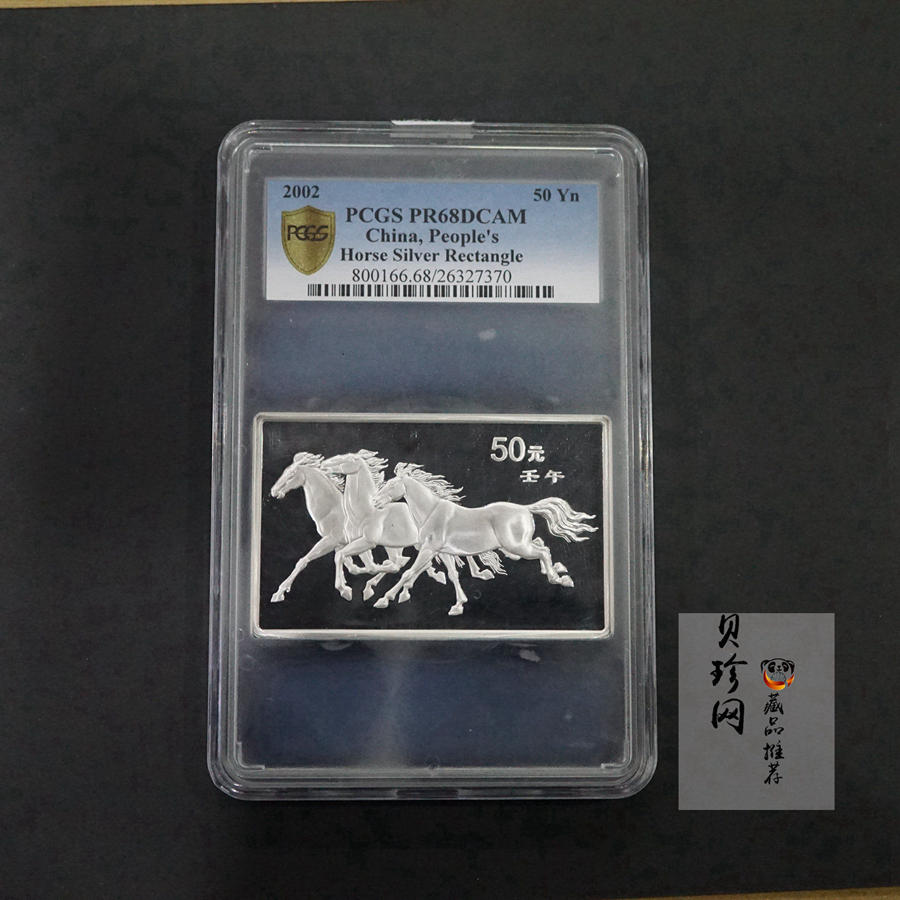 2002
50 Yn
PCGS
PCGS PR68DCAM
China, People's
Horse Silver Rectangle
800166.68/26327370
50元
壬午
贝珍网
藏品推荐